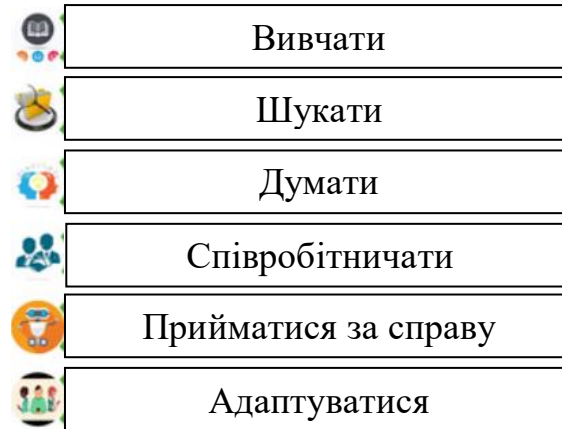 Вивчати
Шукати
Думати
Співробітничати
Прийматися за справу
Адаптуватися